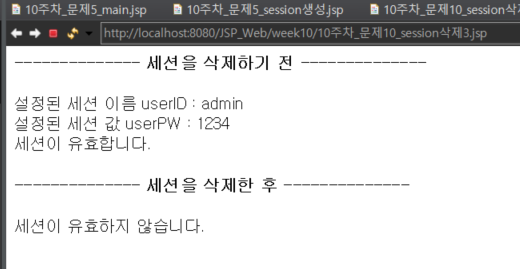 10주차_문제5_main.jsp 10주차_문제5_session생성.jsp 10주차_문제10_session삭
http://localhost:8080/JSP_Web/week10/10주차_문제10_session삭제3.jsp
-------------- 세션을 삭제하기 전 --------------
설정된 세션 이름 userID : admin
설정된 세션 값 userPW : 1234
세션이 유효합니다.
-------------- 세션을 삭제한 후 --------------
세션이 유효하지 않습니다.